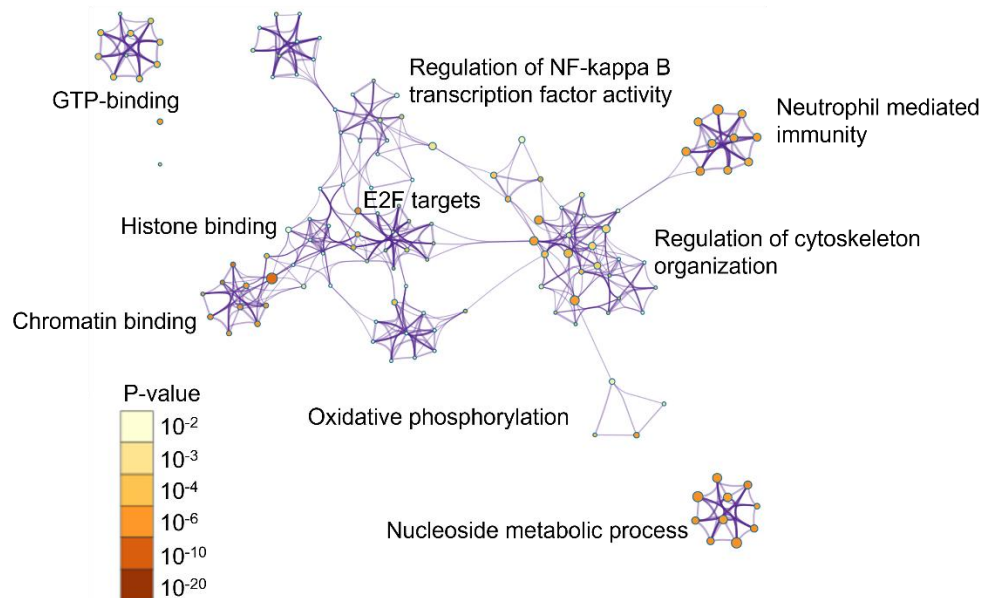 GTP-binding
Regulation of NF-kappa B
transcription factor activity
Neutrophil mediated
immunity
E2F targets
Histone binding
Regulation of cytoskeleton
organization
Chromatin binding
Oxidative phosphorylation
P-value
10⁻²
10⁻³
10⁻⁴
10⁻⁶
10⁻¹⁰
10⁻²⁰
Nucleoside metabolic process